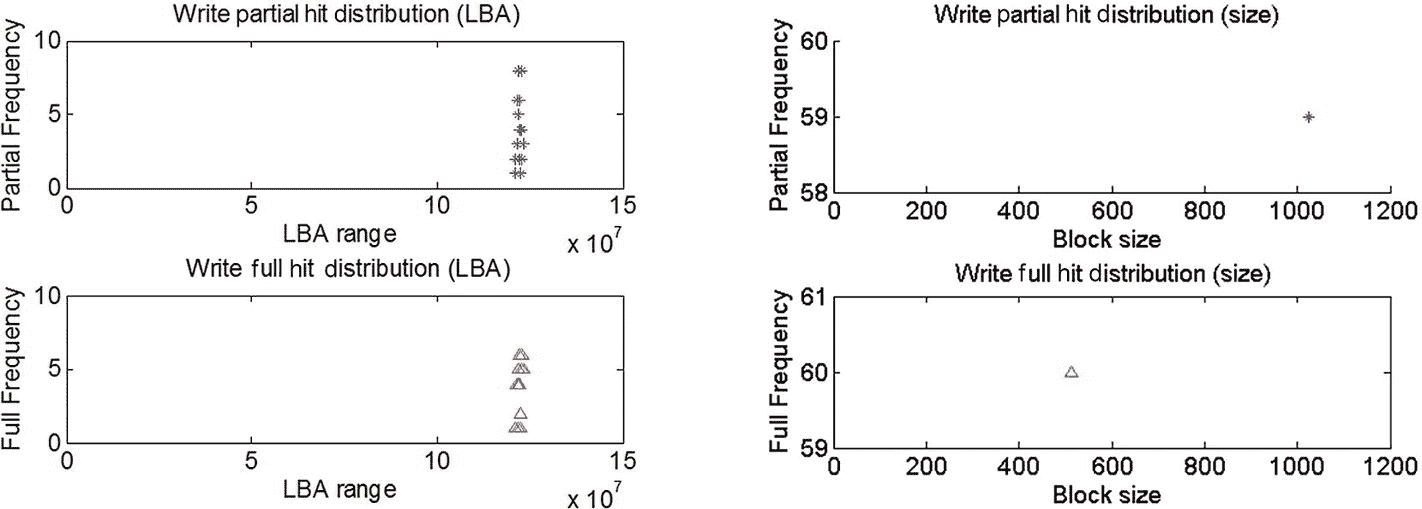 Write partial hit distribution (LBA)
10
5
0
Partial Frequency
0 5 10 15
LBA range
x 10^7
Write partial hit distribution (size)
60
59
58
Partial Frequency
0 200 400 600 800 1000 1200
Block size
Write full hit distribution (LBA)
10
5
0
Full Frequency
0 5 10 15
LBA range
x 10^7
Write full hit distribution (size)
61
60
59
Full Frequency
0 200 400 600 800 1000 1200
Block size